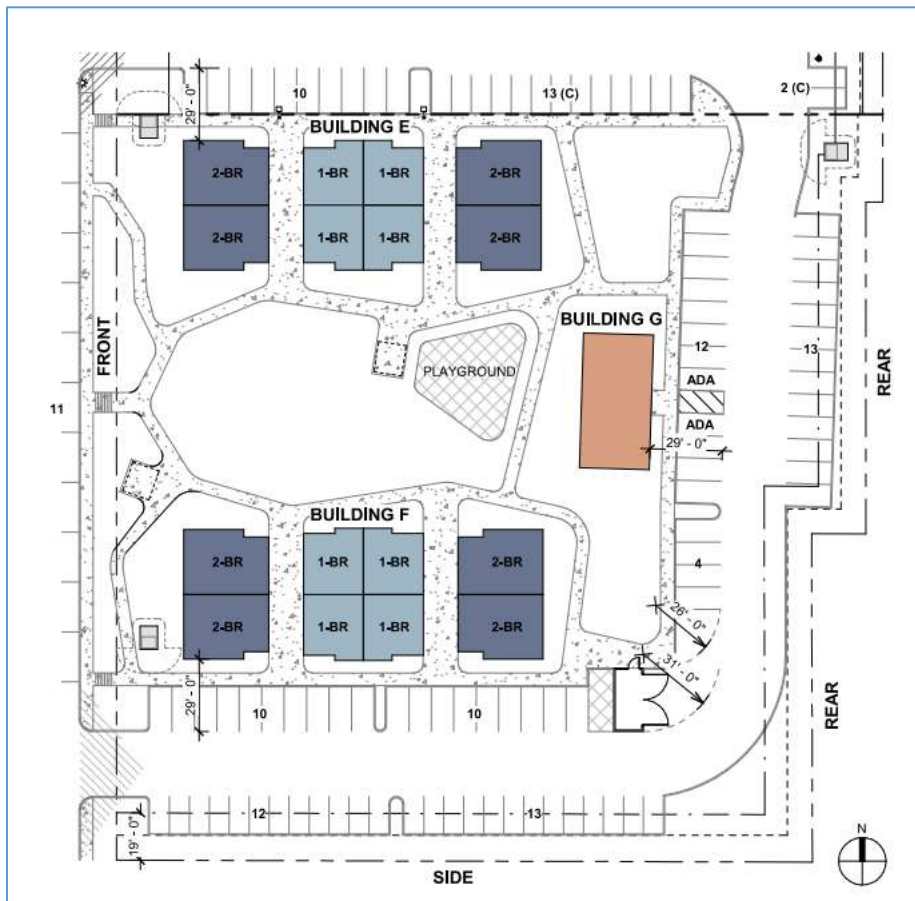 10
13 (C)
2 (C)
29' - 0"
BUILDING E
2-BR
1-BR
1-BR
2-BR
2-BR
1-BR
1-BR
2-BR
FRONT
BUILDING G
PLAYGROUND
12
13
REAR
ADA
ADA
11
29' - 0"
BUILDING F
2-BR
1-BR
1-BR
2-BR
4
2-BR
1-BR
1-BR
2-BR
26' - 0"
31' - 0"
29' - 0"
10
10
REAR
12
13
19' - 0"
SIDE
N